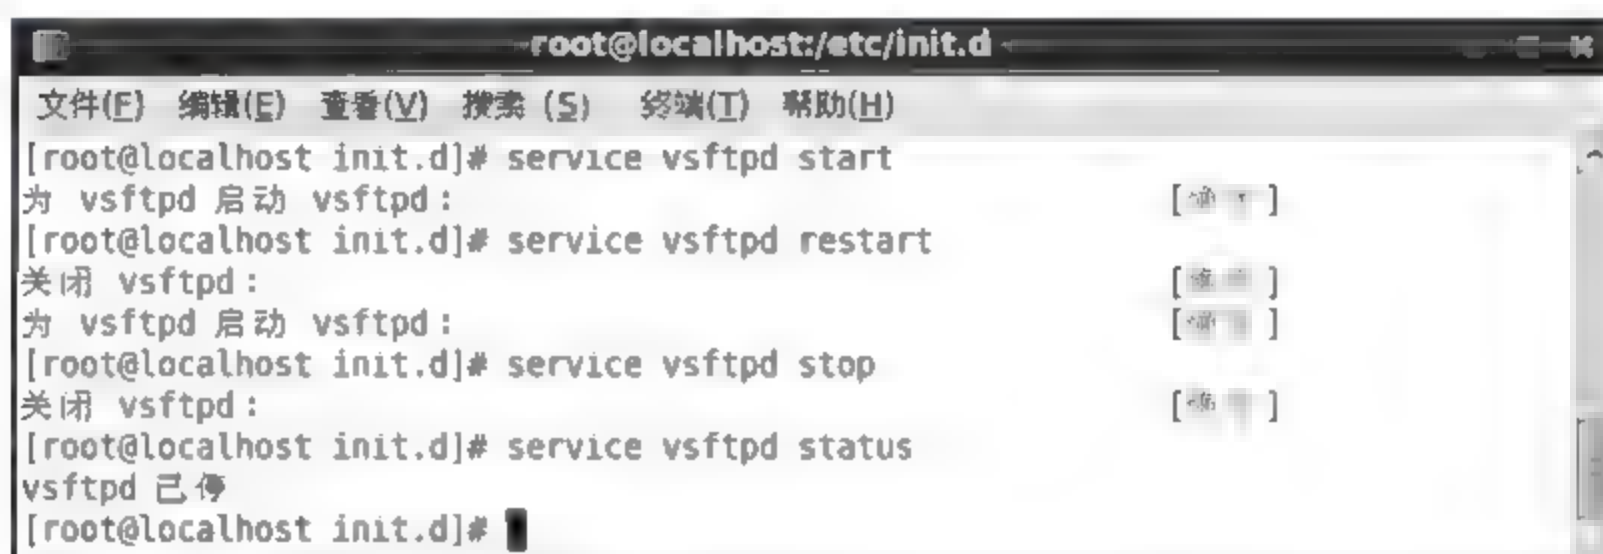 root@localhost:/etc/init.d
文件(F) 编辑(E) 查看(V) 搜索 (S) 终端(T) 帮助(H)
[root@localhost init.d]# service vsftpd start
为 vsftpd 启动 vsftpd： [ ]
[root@localhost init.d]# service vsftpd restart
关闭 vsftpd： [ ]
为 vsftpd 启动 vsftpd： [ ]
[root@localhost init.d]# service vsftpd stop
关闭 vsftpd： [ ]
[root@localhost init.d]# service vsftpd status
vsftpd 已停
[root@localhost init.d]#